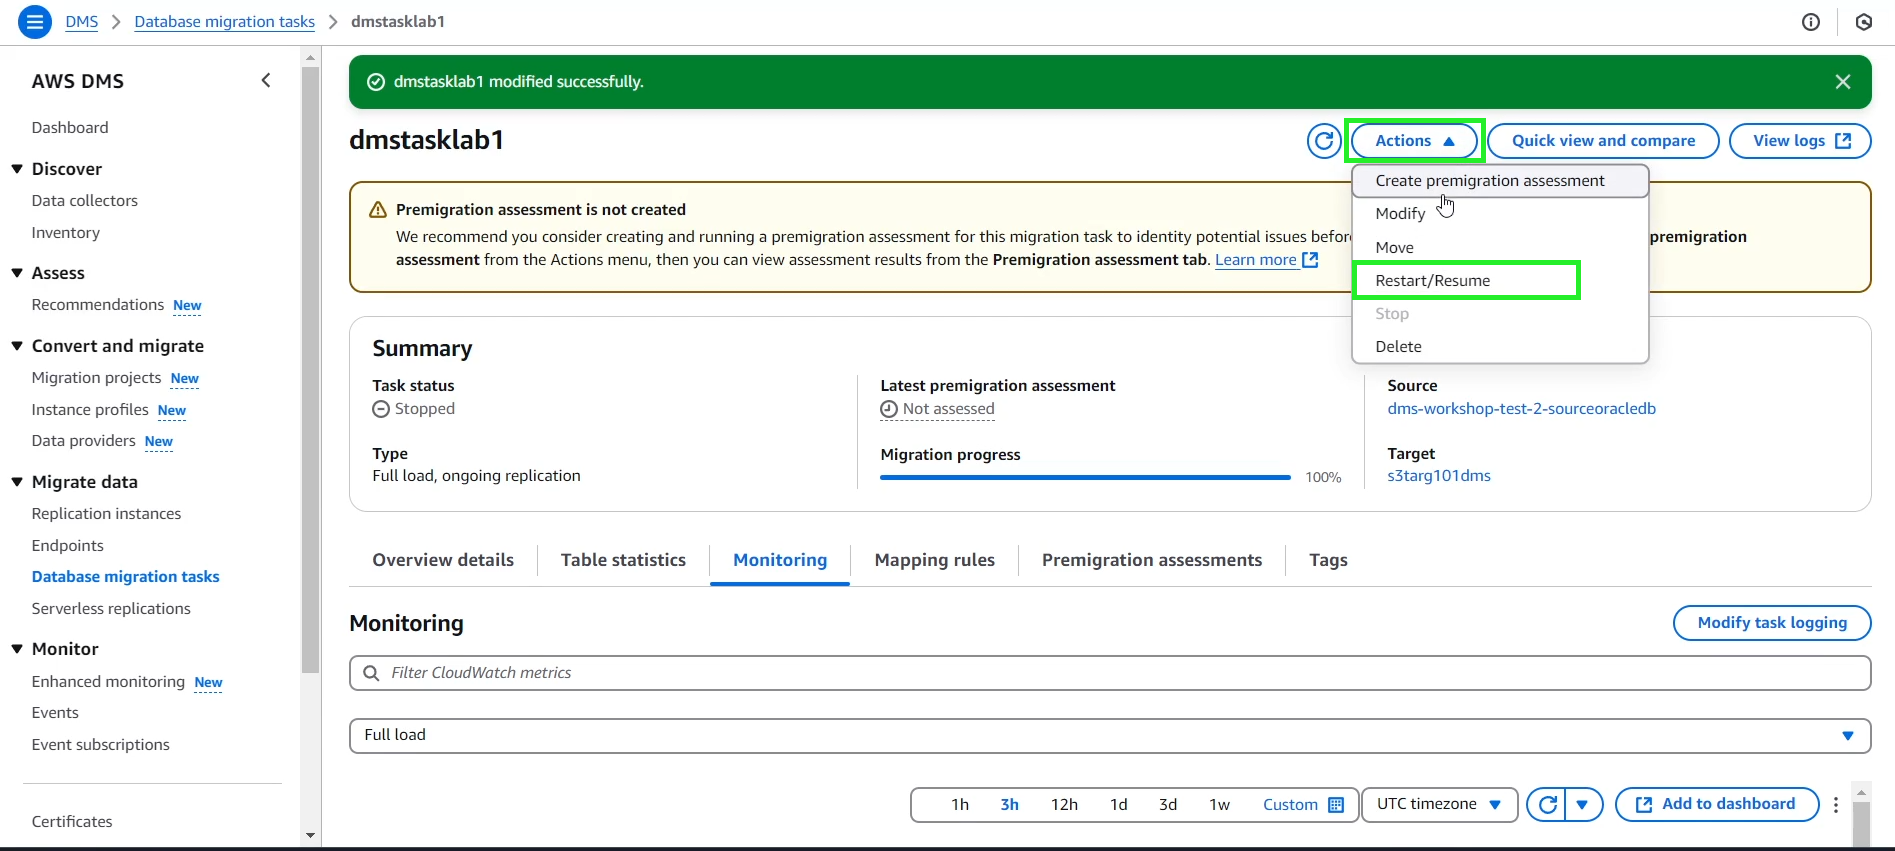 DMS > Database migration tasks > dmstasklab1
AWS DMS
Dashboard
Discover
Data collectors
Inventory
Assess
Recommendations New
Convert and migrate
Migration projects New
Instance profiles New
Data providers New
Migrate data
Replication instances
Endpoints
Database migration tasks
Serverless replications
Monitor
Enhanced monitoring New
Events
Event subscriptions
Certificates
dmstasklab1 modified successfully.
dmstasklab1
Actions
Quick view and compare
View logs
Create premigration assessment
Modify
Move
Restart/Resume
Stop
Delete
Premigration assessment is not created
We recommend you consider creating and running a premigration assessment for this migration task to identity potential issues befor premigration
assessment from the Actions menu, then you can view assessment results from the Premigration assessment tab. Learn more
Summary
Task status
Stopped
Type
Full load, ongoing replication
Latest premigration assessment
Not assessed
Migration progress
100%
Source
dms-workshop-test-2-sourceoracledb
Target
s3targ101dms
Overview details
Table statistics
Monitoring
Mapping rules
Premigration assessments
Tags
Monitoring
Modify task logging
Filter CloudWatch metrics
Full load
1h 3h 12h 1d 3d 1w Custom
UTC timezone
Add to dashboard